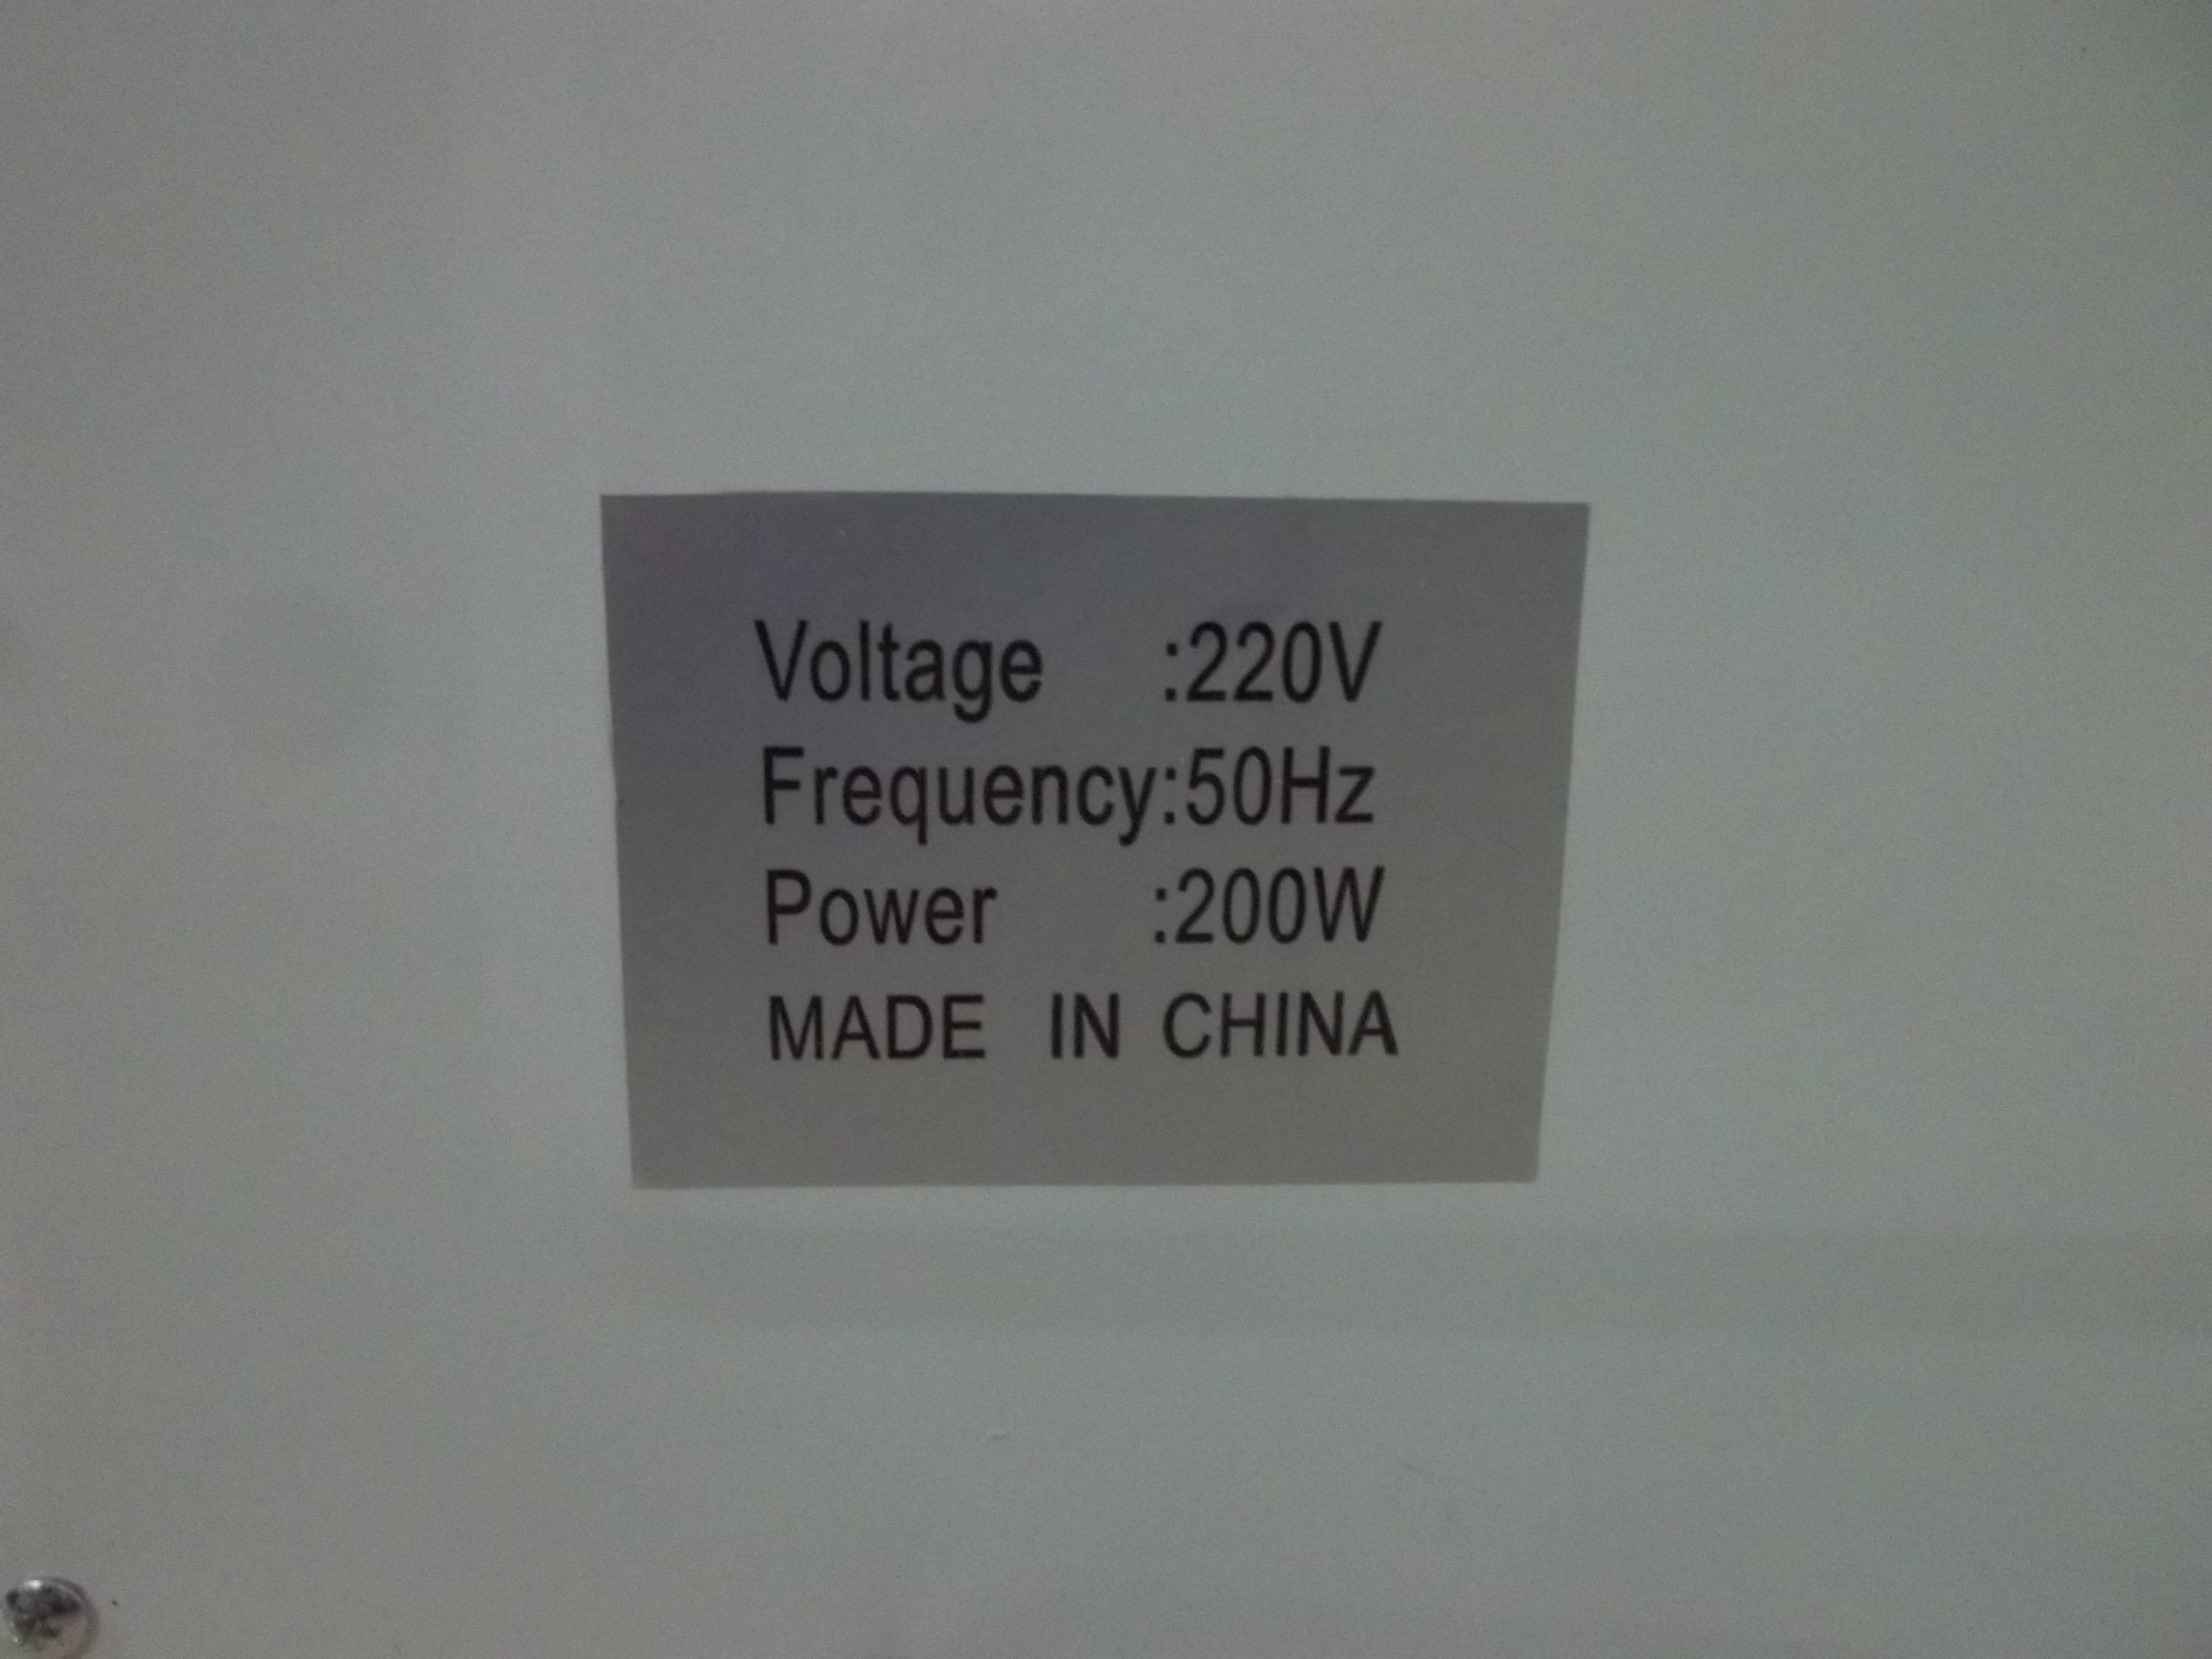 Voltage :220V
Frequency:50Hz
Power :200W
MADE IN CHINA